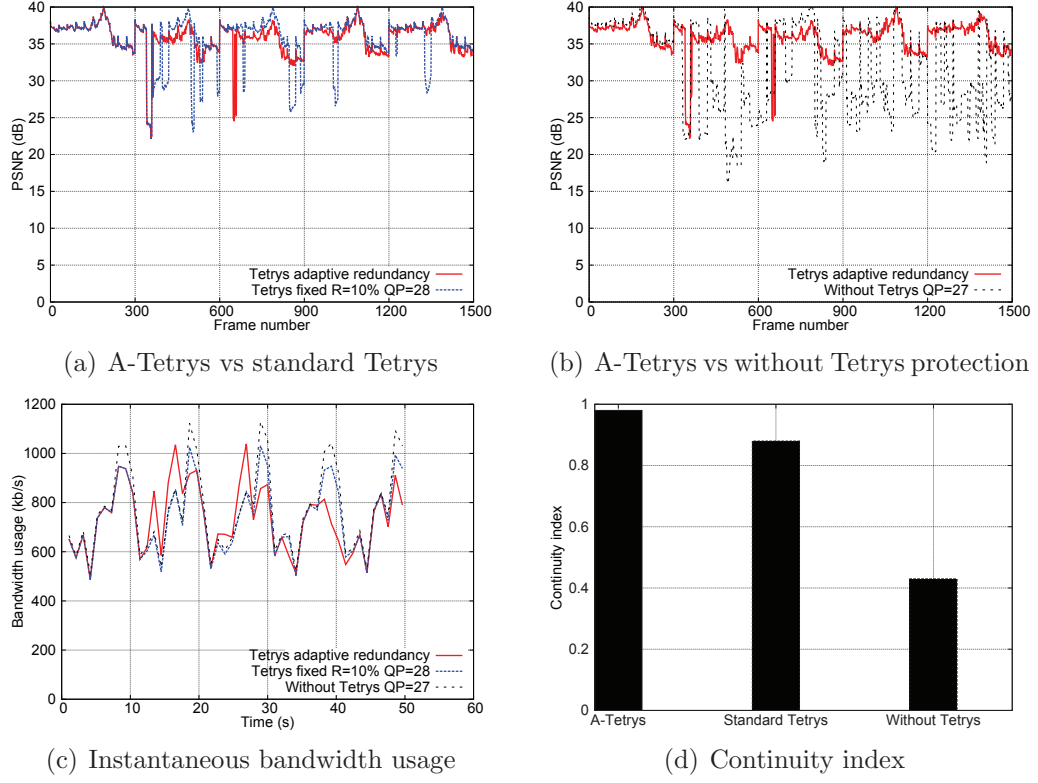 40
35
30
25
20
15
10
5
0
PSNR (dB)
Tetrys adaptive redundancy
Tetrys fixed R=10% QP=28
0 300 600 900 1200 1500
Frame number
(a) A-Tetrys vs standard Tetrys
40
35
30
25
20
15
10
5
0
PSNR (dB)
Tetrys adaptive redundancy
Without Tetrys QP=27
0 300 600 900 1200 1500
Frame number
(b) A-Tetrys vs without Tetrys protection
1200
1000
800
600
400
200
0
Bandwidth usage (kb/s)
Tetrys adaptive redundancy
Tetrys fixed R=10% QP=28
Without Tetrys QP=27
0 10 20 30 40 50 60
Time (s)
(c) Instantaneous bandwidth usage
1
0.8
0.6
0.4
0.2
0
Continuity index
A-Tetrys Standard Tetrys Without Tetrys
(d) Continuity index